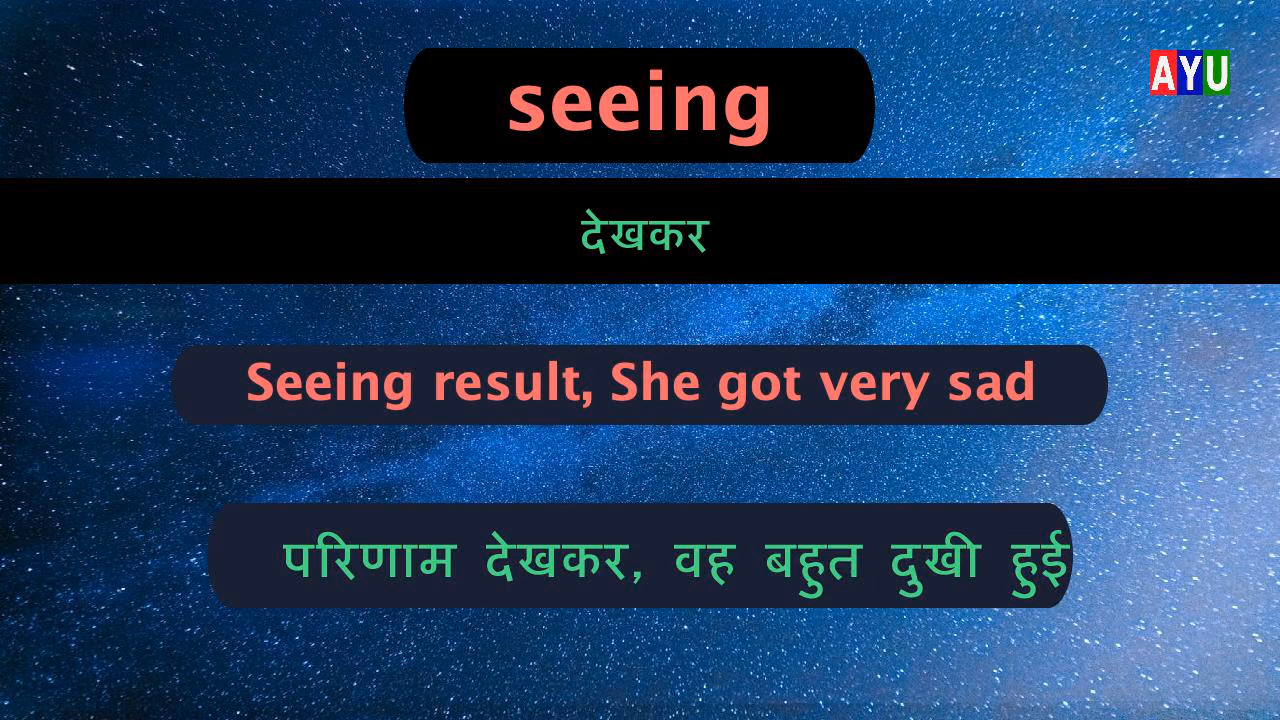 seeing
AYU
देखकर
Seeing result, She got very sad
परिणाम देखकर, वह बहुत दुखी हुई